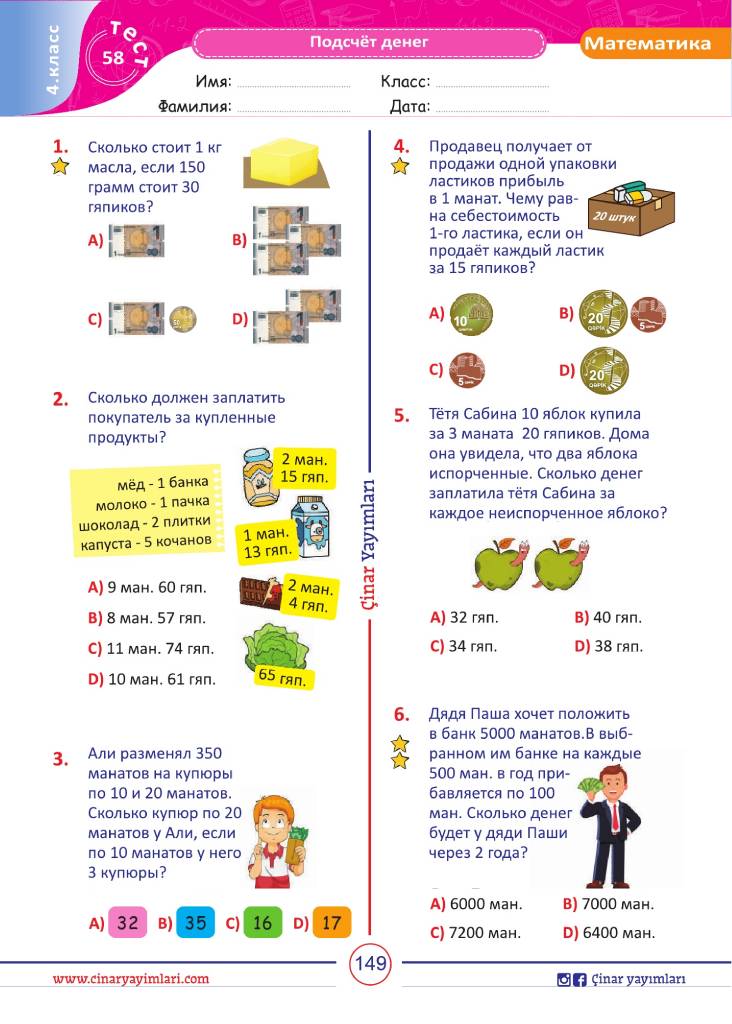 4.класс
тест
58
Подсчёт денег
Математика
Имя:
Класс:
Фамилия:
Дата:
1.
Сколько стоит 1 кг
масла, если 150
грамм стоит 30
гяпиков?
A)
B)
C)
D)
2.
Сколько должен заплатить
покупатель за купленные
продукты?
мёд - 1 банка
молоко - 1 пачка
шоколад - 2 плитки
капуста - 5 кочанов
2 ман.
15 гяп.
1 ман.
13 гяп.
2 ман.
4 гяп.
65 гяп.
A) 9 ман. 60 гяп.
B) 8 ман. 57 гяп.
C) 11 ман. 74 гяп.
D) 10 ман. 61 гяп.
3.
Али разменял 350
манатов на купюры
по 10 и 20 манатов.
Сколько купюр по 20
манатов у Али, если
по 10 манатов у него
3 купюры?
A) 32 B) 35 C) 16 D) 17
Çinar Yayımları
4.
Продавец получает от
продажи одной упаковки
ластиков прибыль
в 1 манат. Чему рав-
на себестоимость
1-го ластика, если он
продаёт каждый ластик
за 15 гяпиков?
20 штук
A) 10
B) 20 QƏPİK 5
C) 5
D) 20 QƏPİK
5.
Тётя Сабина 10 яблок купила
за 3 маната 20 гяпиков. Дома
она увидела, что два яблока
испорченные. Сколько денег
заплатила тётя Сабина за
каждое неиспорченное яблоко?
A) 32 гяп. B) 40 гяп.
C) 34 гяп. D) 38 гяп.
6.
Дядя Паша хочет положить
в банк 5000 манатов.В выб-
ранном им банке на каждые
500 ман. в год при-
бавляется по 100
ман. Сколько денег
будет у дяди Паши
через 2 года?
A) 6000 ман. B) 7000 ман.
C) 7200 ман. D) 6400 ман.
149
www.cinaryayimlari.com
Çinar yayımları